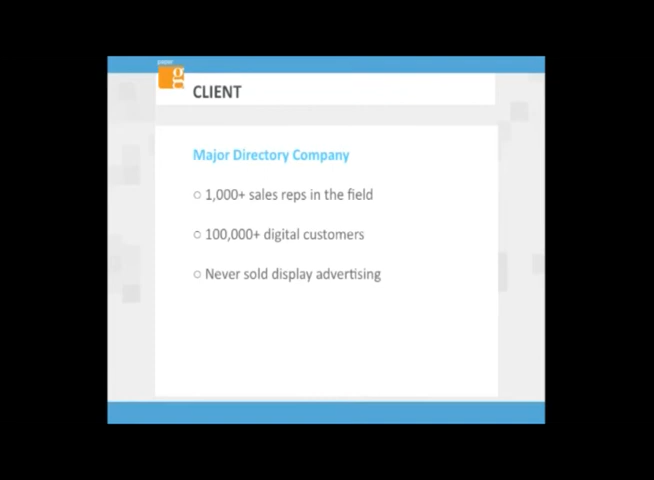 paper
g
CLIENT
Major Directory Company
○ 1,000+ sales reps in the field
○ 100,000+ digital customers
○ Never sold display advertising